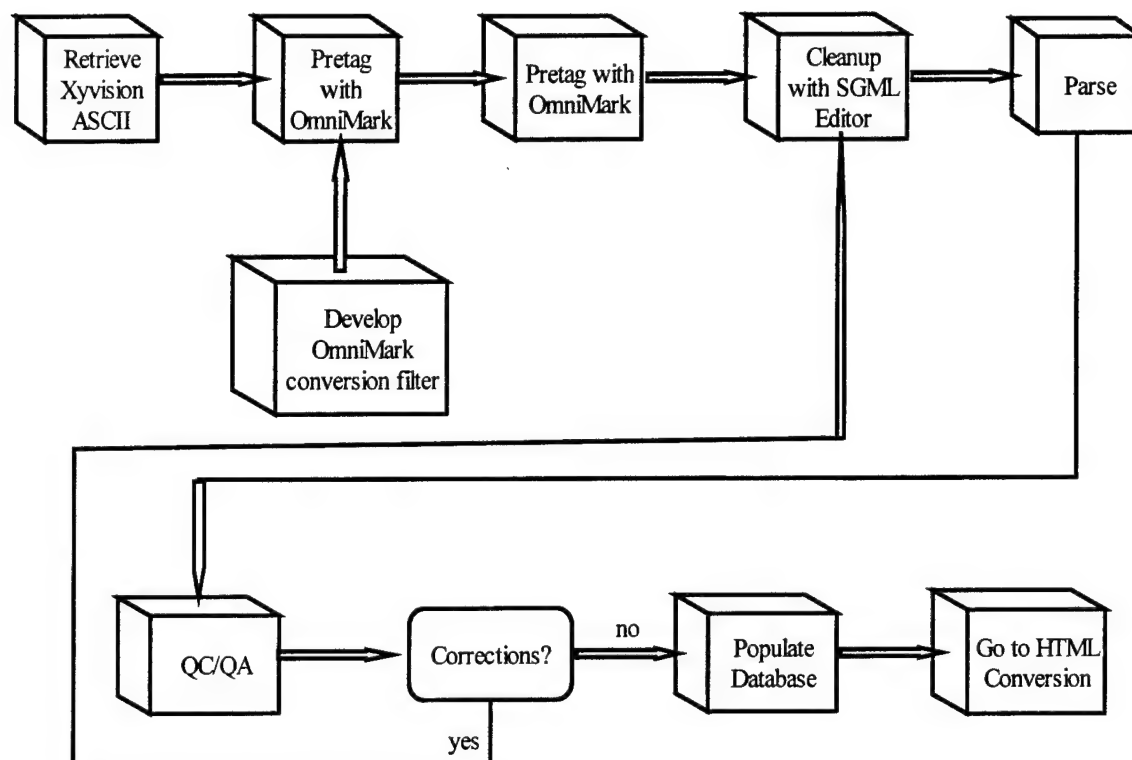 Retrieve
Xyvision
ASCII
Pretag
with
OmniMark
Pretag with
OmniMark
Cleanup
with SGML
Editor
Parse
Develop
OmniMark
conversion filter
QC/QA
Corrections?
no
yes
Populate
Database
Go to HTML
Conversion